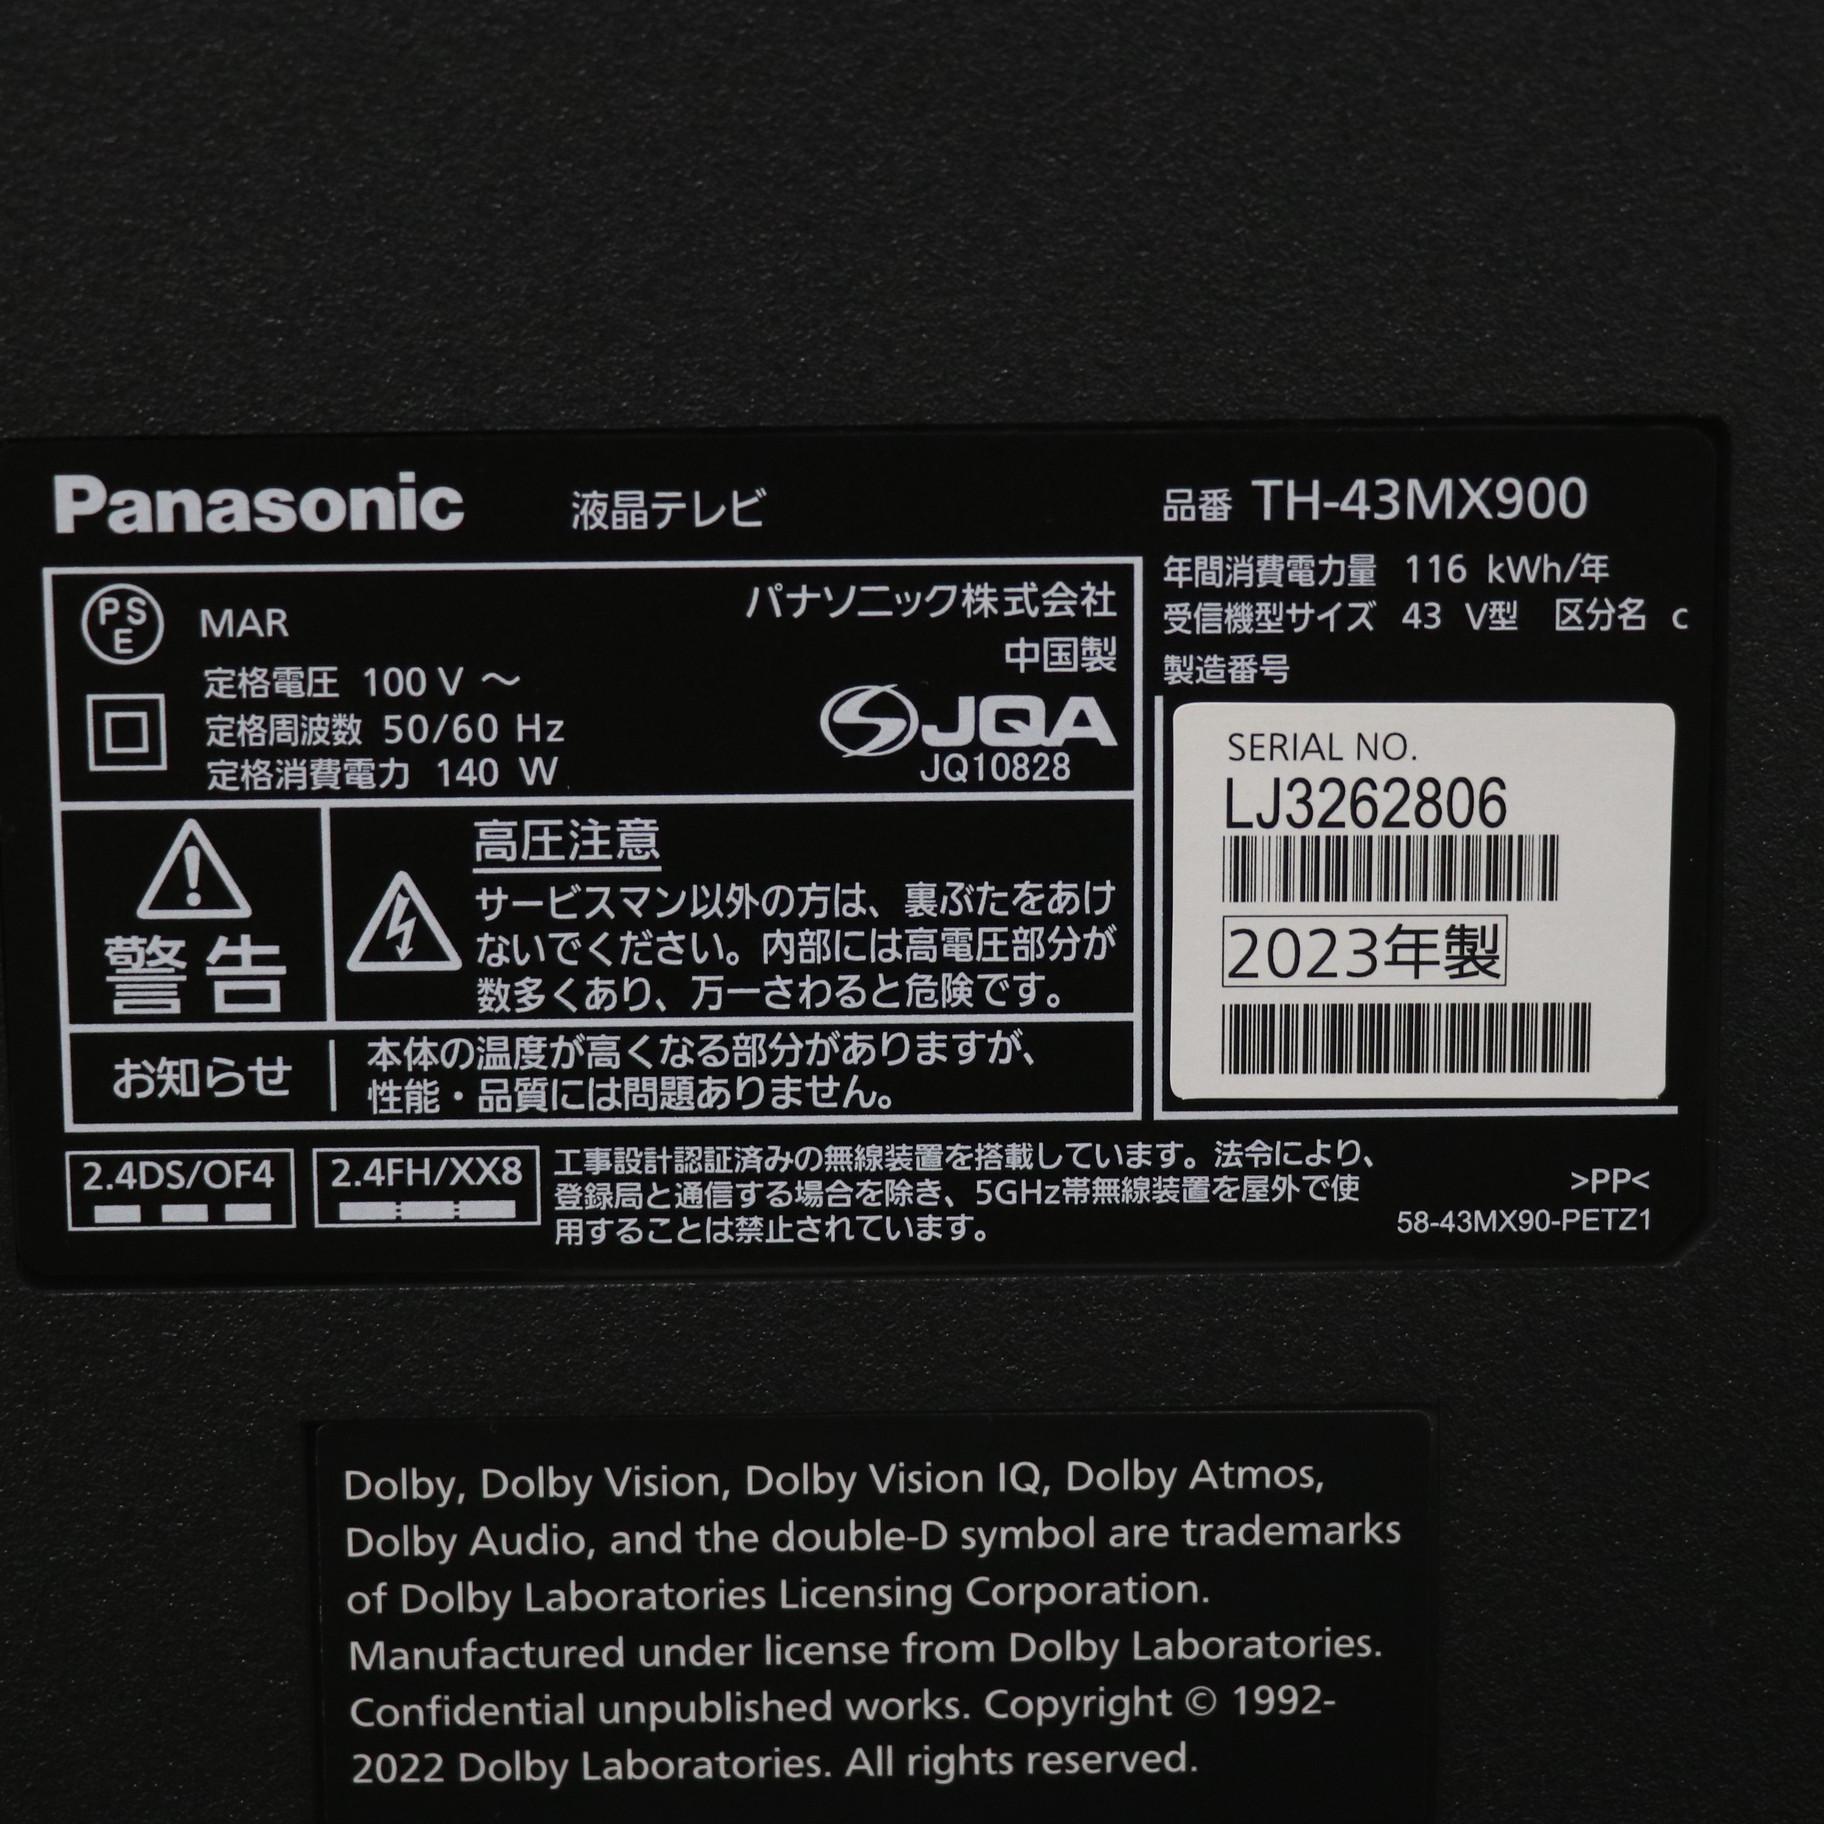 Panasonic 液晶テレビ
品番 TH-43MX900
年間消費電力量 116 kWh/年
受信機型サイズ 43 V型 区分名 c
製造番号
PSE
MAR
パナソニック株式会社
中国製
定格電圧 100 V ～
定格周波数 50/60 Hz
定格消費電力 140 W
JQA
JQ10828
SERIAL NO.
LJ3262806
2023年製
警告
高圧注意
サービスマン以外の方は、裏ぶたをあけ
ないでください。内部には高電圧部分が
数多くあり、万一さわると危険です。
お知らせ
本体の温度が高くなる部分がありますが、
性能・品質には問題ありません。
2.4DS/OF4
2.4FH/XX8
工事設計認証済みの無線装置を搭載しています。法令により、
登録局と通信する場合を除き、5GHz帯無線装置を屋外で使
用することは禁止されています。
>PP<
58-43MX90-PETZ1
Dolby, Dolby Vision, Dolby Vision IQ, Dolby Atmos,
Dolby Audio, and the double-D symbol are trademarks
of Dolby Laboratories Licensing Corporation.
Manufactured under license from Dolby Laboratories.
Confidential unpublished works. Copyright © 1992-
2022 Dolby Laboratories. All rights reserved.